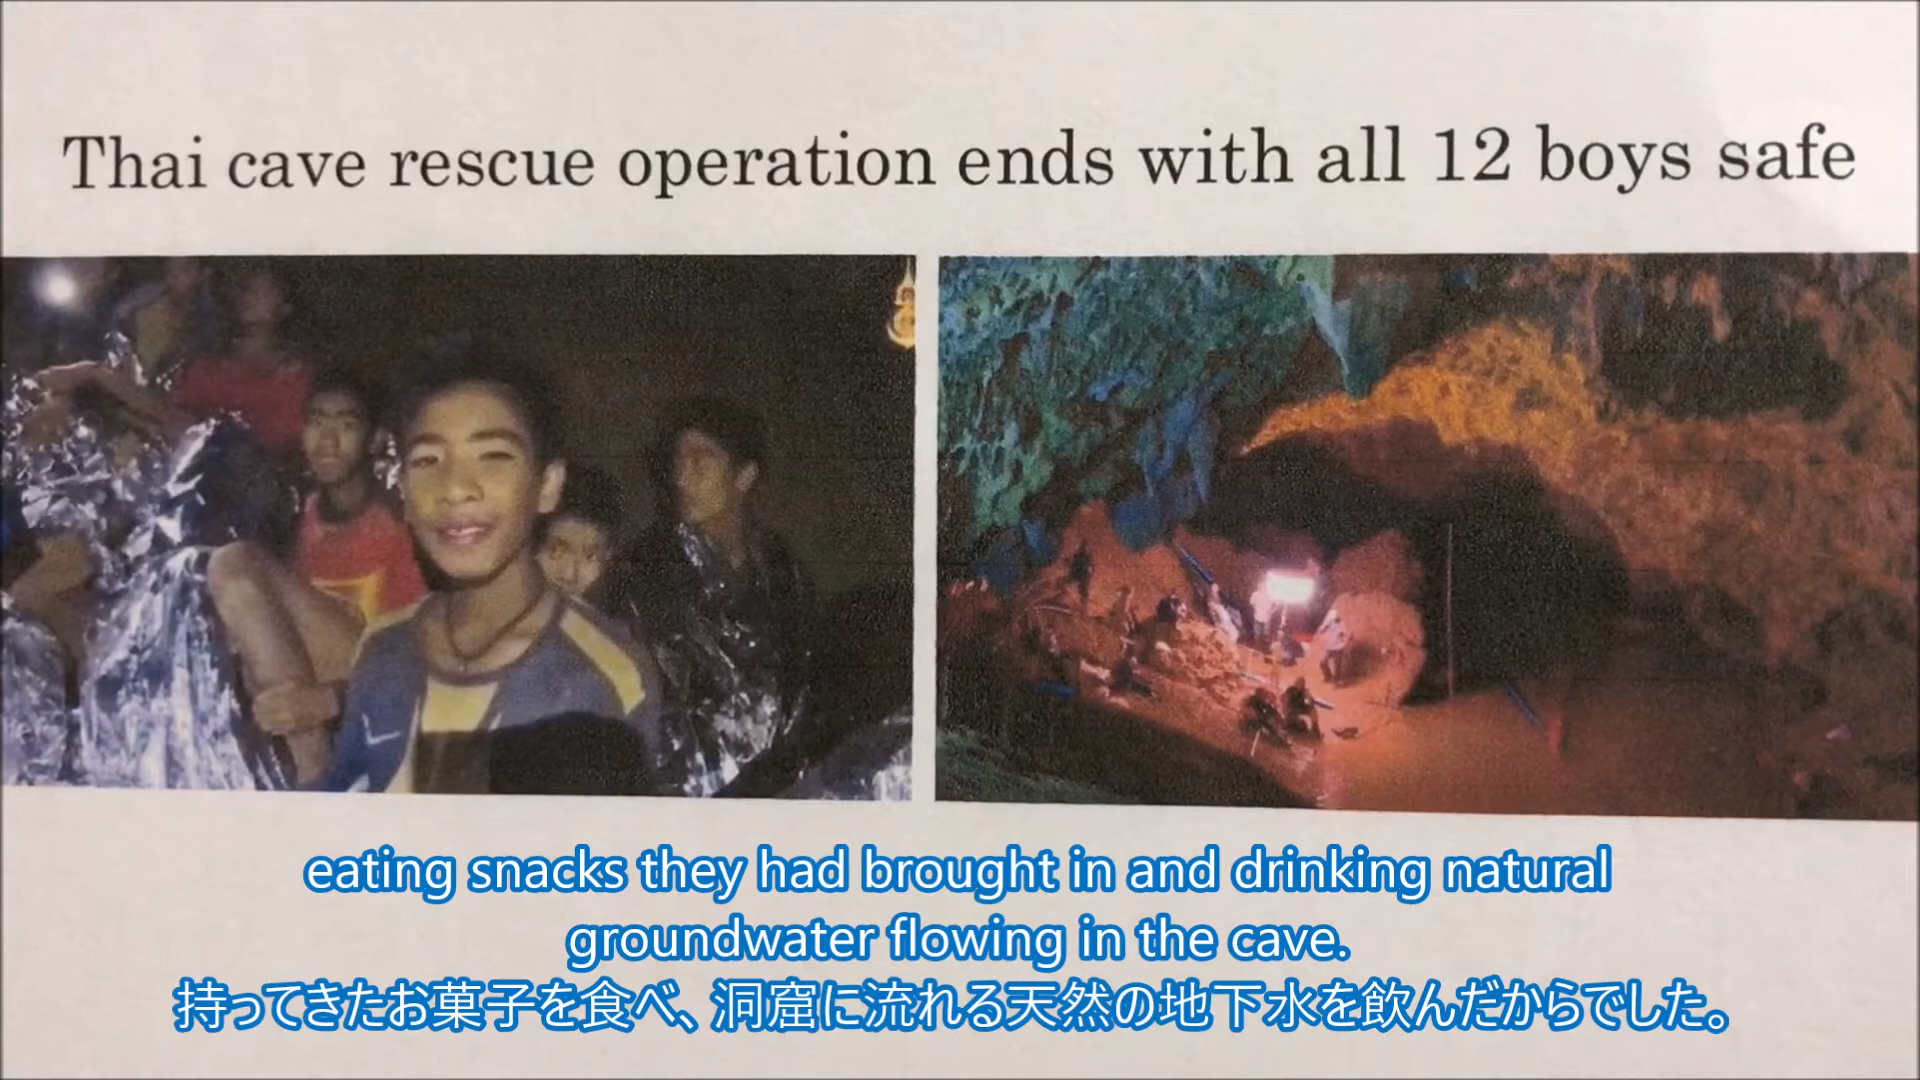 Thai cave rescue operation ends with all 12 boys safe
eating snacks they had brought in and drinking natural
groundwater flowing in the cave.
持ってきたお菓子を食べ、洞窟に流れる天然の地下水を飲んだからでした。